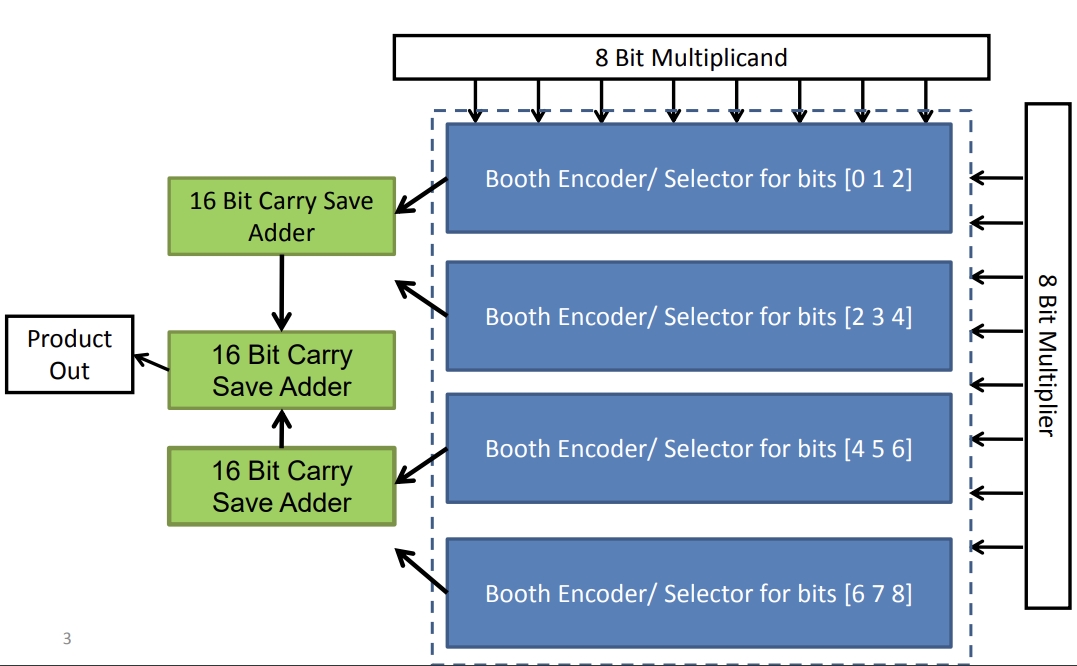 8 Bit Multiplicand
Booth Encoder/ Selector for bits [0 1 2]
16 Bit Carry Save
Adder
Booth Encoder/ Selector for bits [2 3 4]
8 Bit Multiplier
Product
Out
16 Bit Carry
Save Adder
Booth Encoder/ Selector for bits [4 5 6]
16 Bit Carry
Save Adder
Booth Encoder/ Selector for bits [6 7 8]
3